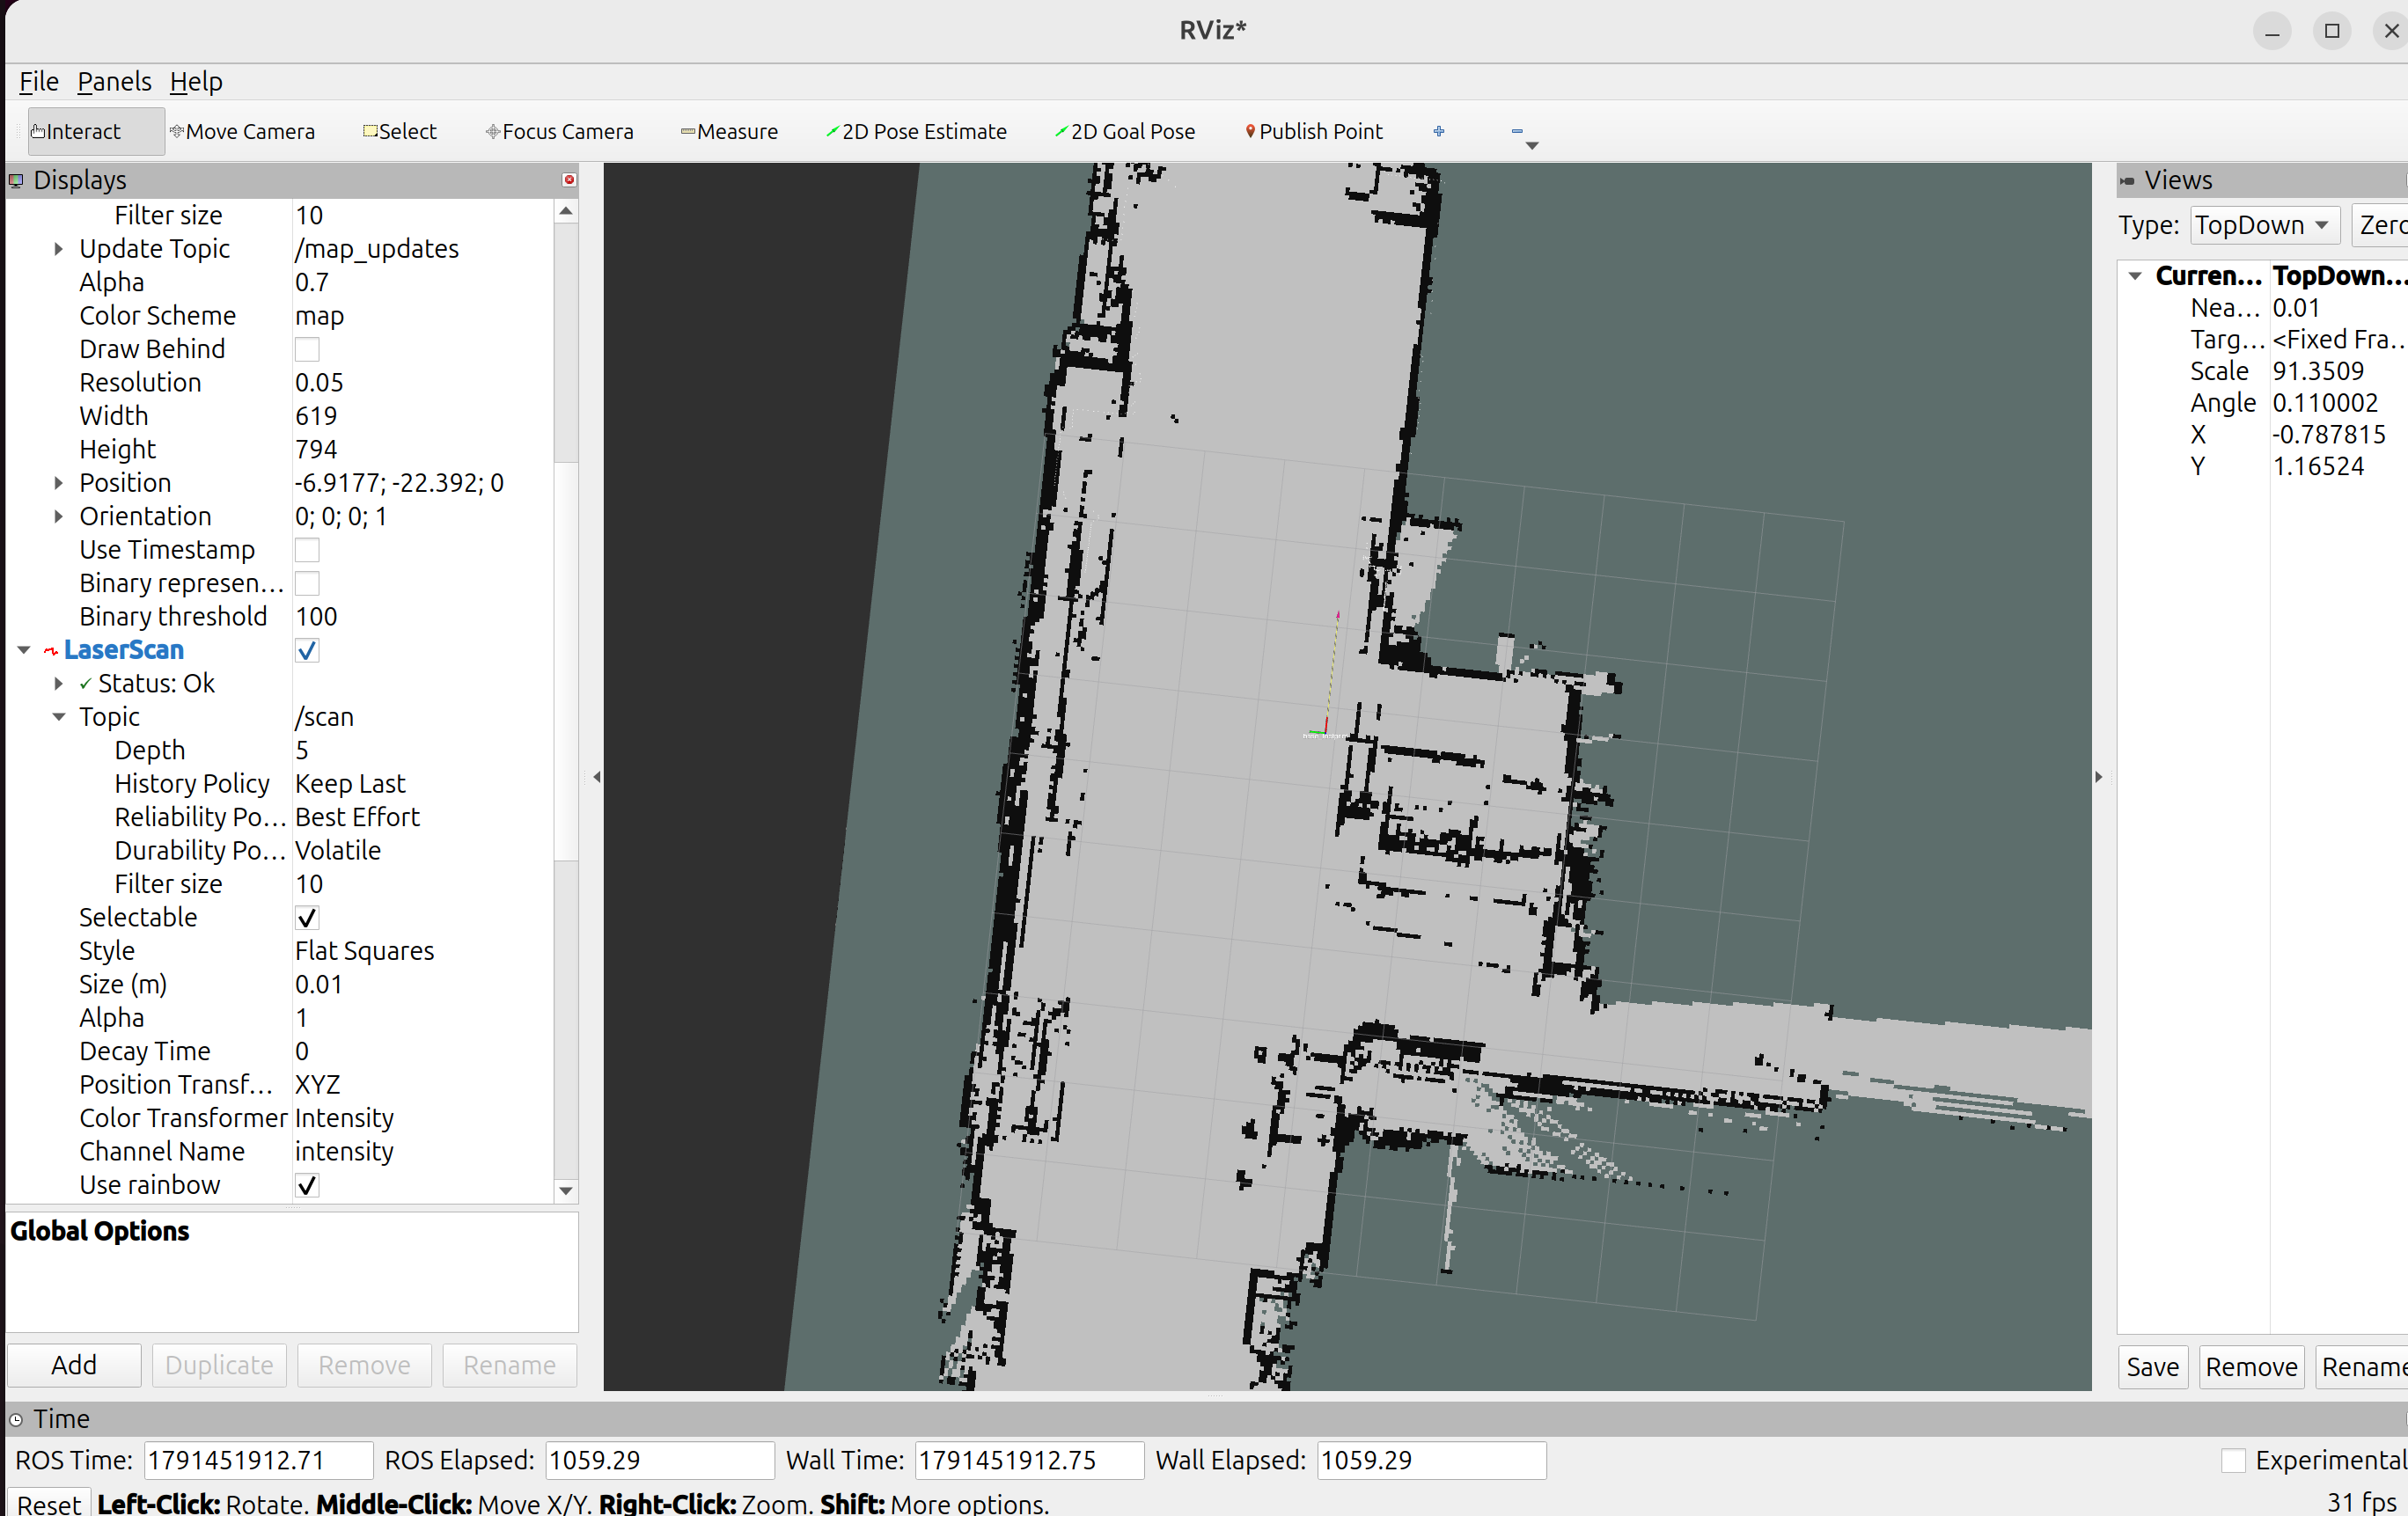 RViz*
File Panels Help
Interact Move Camera Select Focus Camera Measure 2D Pose Estimate 2D Goal Pose Publish Point
Displays
Filter size 10
Update Topic /map_updates
Alpha 0.7
Color Scheme map
Draw Behind
Resolution 0.05
Width 619
Height 794
Position -6.9177; -22.392; 0
Orientation 0; 0; 0; 1
Use Timestamp
Binary represen...
Binary threshold 100
LaserScan
Status: Ok
Topic /scan
Depth 5
History Policy Keep Last
Reliability Po... Best Effort
Durability Po... Volatile
Filter size 10
Selectable
Style Flat Squares
Size (m) 0.01
Alpha 1
Decay Time 0
Position Transf... XYZ
Color Transformer Intensity
Channel Name intensity
Use rainbow
Global Options
Add Duplicate Remove Rename
Views
Type: TopDown Zero
Curren... TopDown...
Nea... 0.01
Targ... <Fixed Fra...
Scale 91.3509
Angle 0.110002
X -0.787815
Y 1.16524
Save Remove Rename
Time
ROS Time: 1791451912.71 ROS Elapsed: 1059.29 Wall Time: 1791451912.75 Wall Elapsed: 1059.29 Experimental
Reset Left-Click: Rotate. Middle-Click: Move X/Y. Right-Click: Zoom. Shift: More options. 31 fps